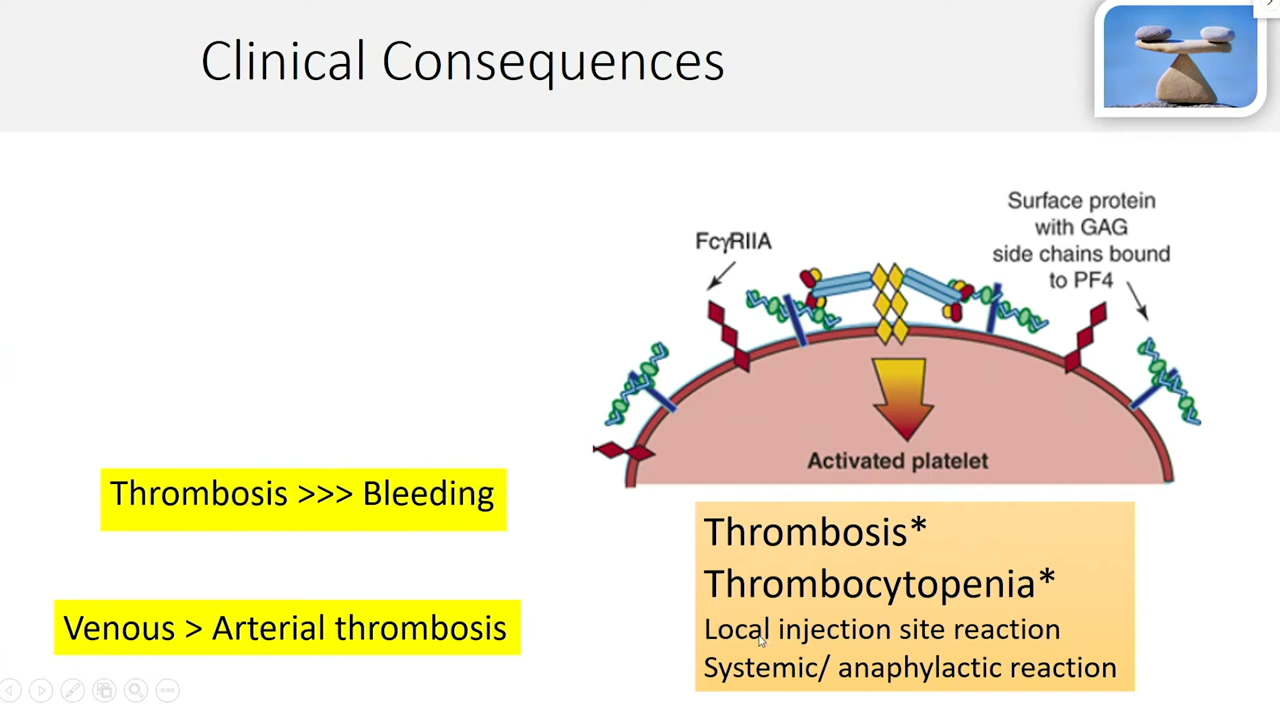 Clinical Consequences
FcγRIIA
Surface protein
with GAG
side chains bound
to PF4
Activated platelet
Thrombosis >>> Bleeding
Venous > Arterial thrombosis
Thrombosis*
Thrombocytopenia*
Local injection site reaction
Systemic/ anaphylactic reaction